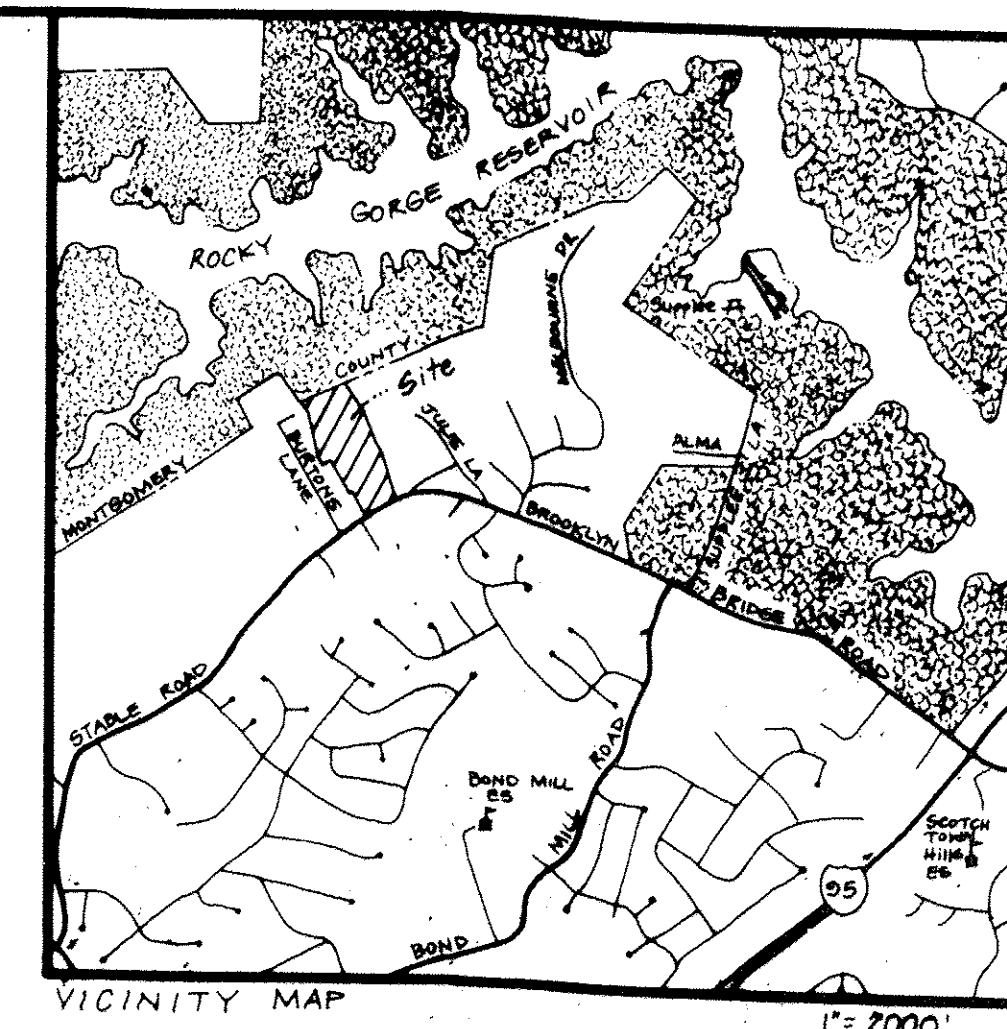 ROCKY GORGE RESERVOIR
MELBOURNE DR
Supplee
COUNTY
Site
JULIE LA
ALMA
SUPPLEE LA
BURTONS
LANE
MONTGOMERY
BROOKLYN BRIDGE ROAD
STABLE ROAD
BOND MILL
ES
BOND MILL ROAD
SCOTCH
TOWN
Hills
ES
95
VICINITY MAP
1"= 2000'